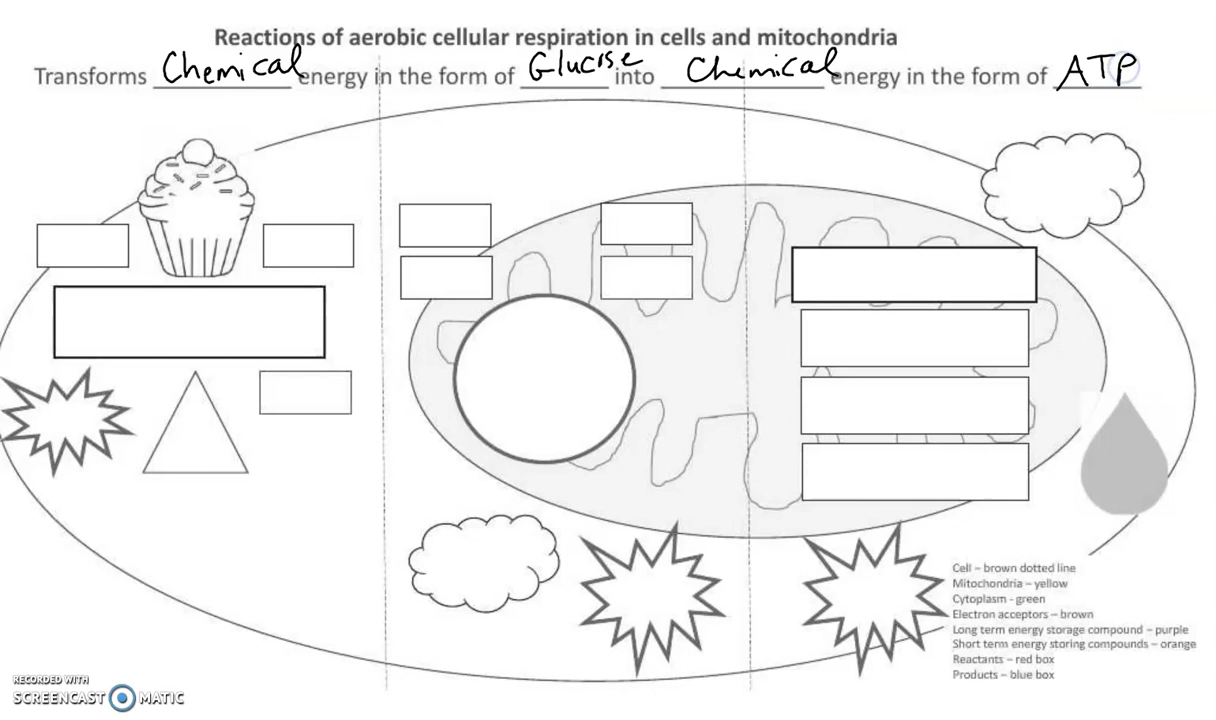 Reactions of aerobic cellular respiration in cells and mitochondria
Transforms Chemical energy in the form of Glucose into Chemical energy in the form of ATP
Cell – brown dotted line
Mitochondria – yellow
Cytoplasm - green
Electron acceptors – brown
Long term energy storage compound – purple
Short term energy storing compounds – orange
Reactants – red box
Products – blue box
RECORDED WITH
SCREENCAST MATIC